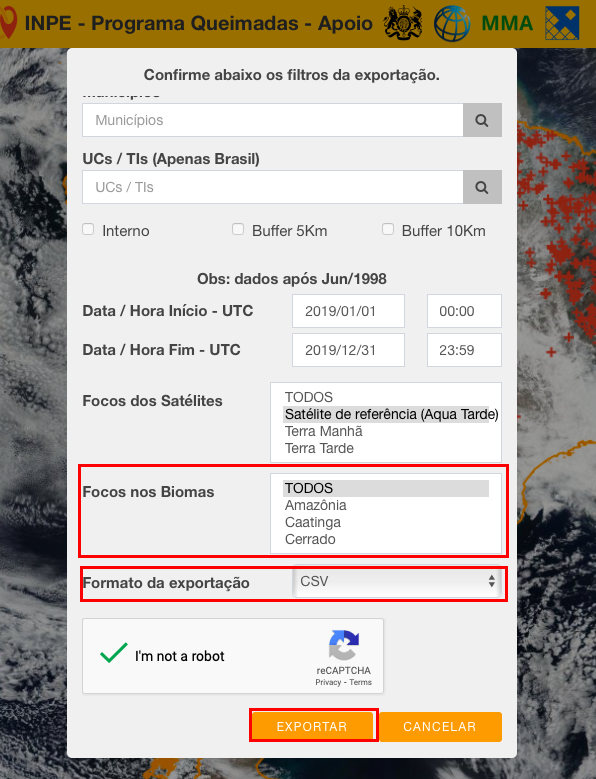 INPE - Programa Queimadas - Apoio MMA
Confirme abaixo os filtros da exportação.
Municípios
Municípios
UCs / TIs (Apenas Brasil)
UCs / TIs
Interno Buffer 5Km Buffer 10Km
Obs: dados após Jun/1998
Data / Hora Início - UTC 2019/01/01 00:00
Data / Hora Fim - UTC 2019/12/31 23:59
Focos dos Satélites
TODOS
Satélite de referência (Aqua Tarde)
Terra Manhã
Terra Tarde
Focos nos Biomas
TODOS
Amazônia
Caatinga
Cerrado
Formato da exportação CSV
I'm not a robot
reCAPTCHA
Privacy - Terms
EXPORTAR CANCELAR